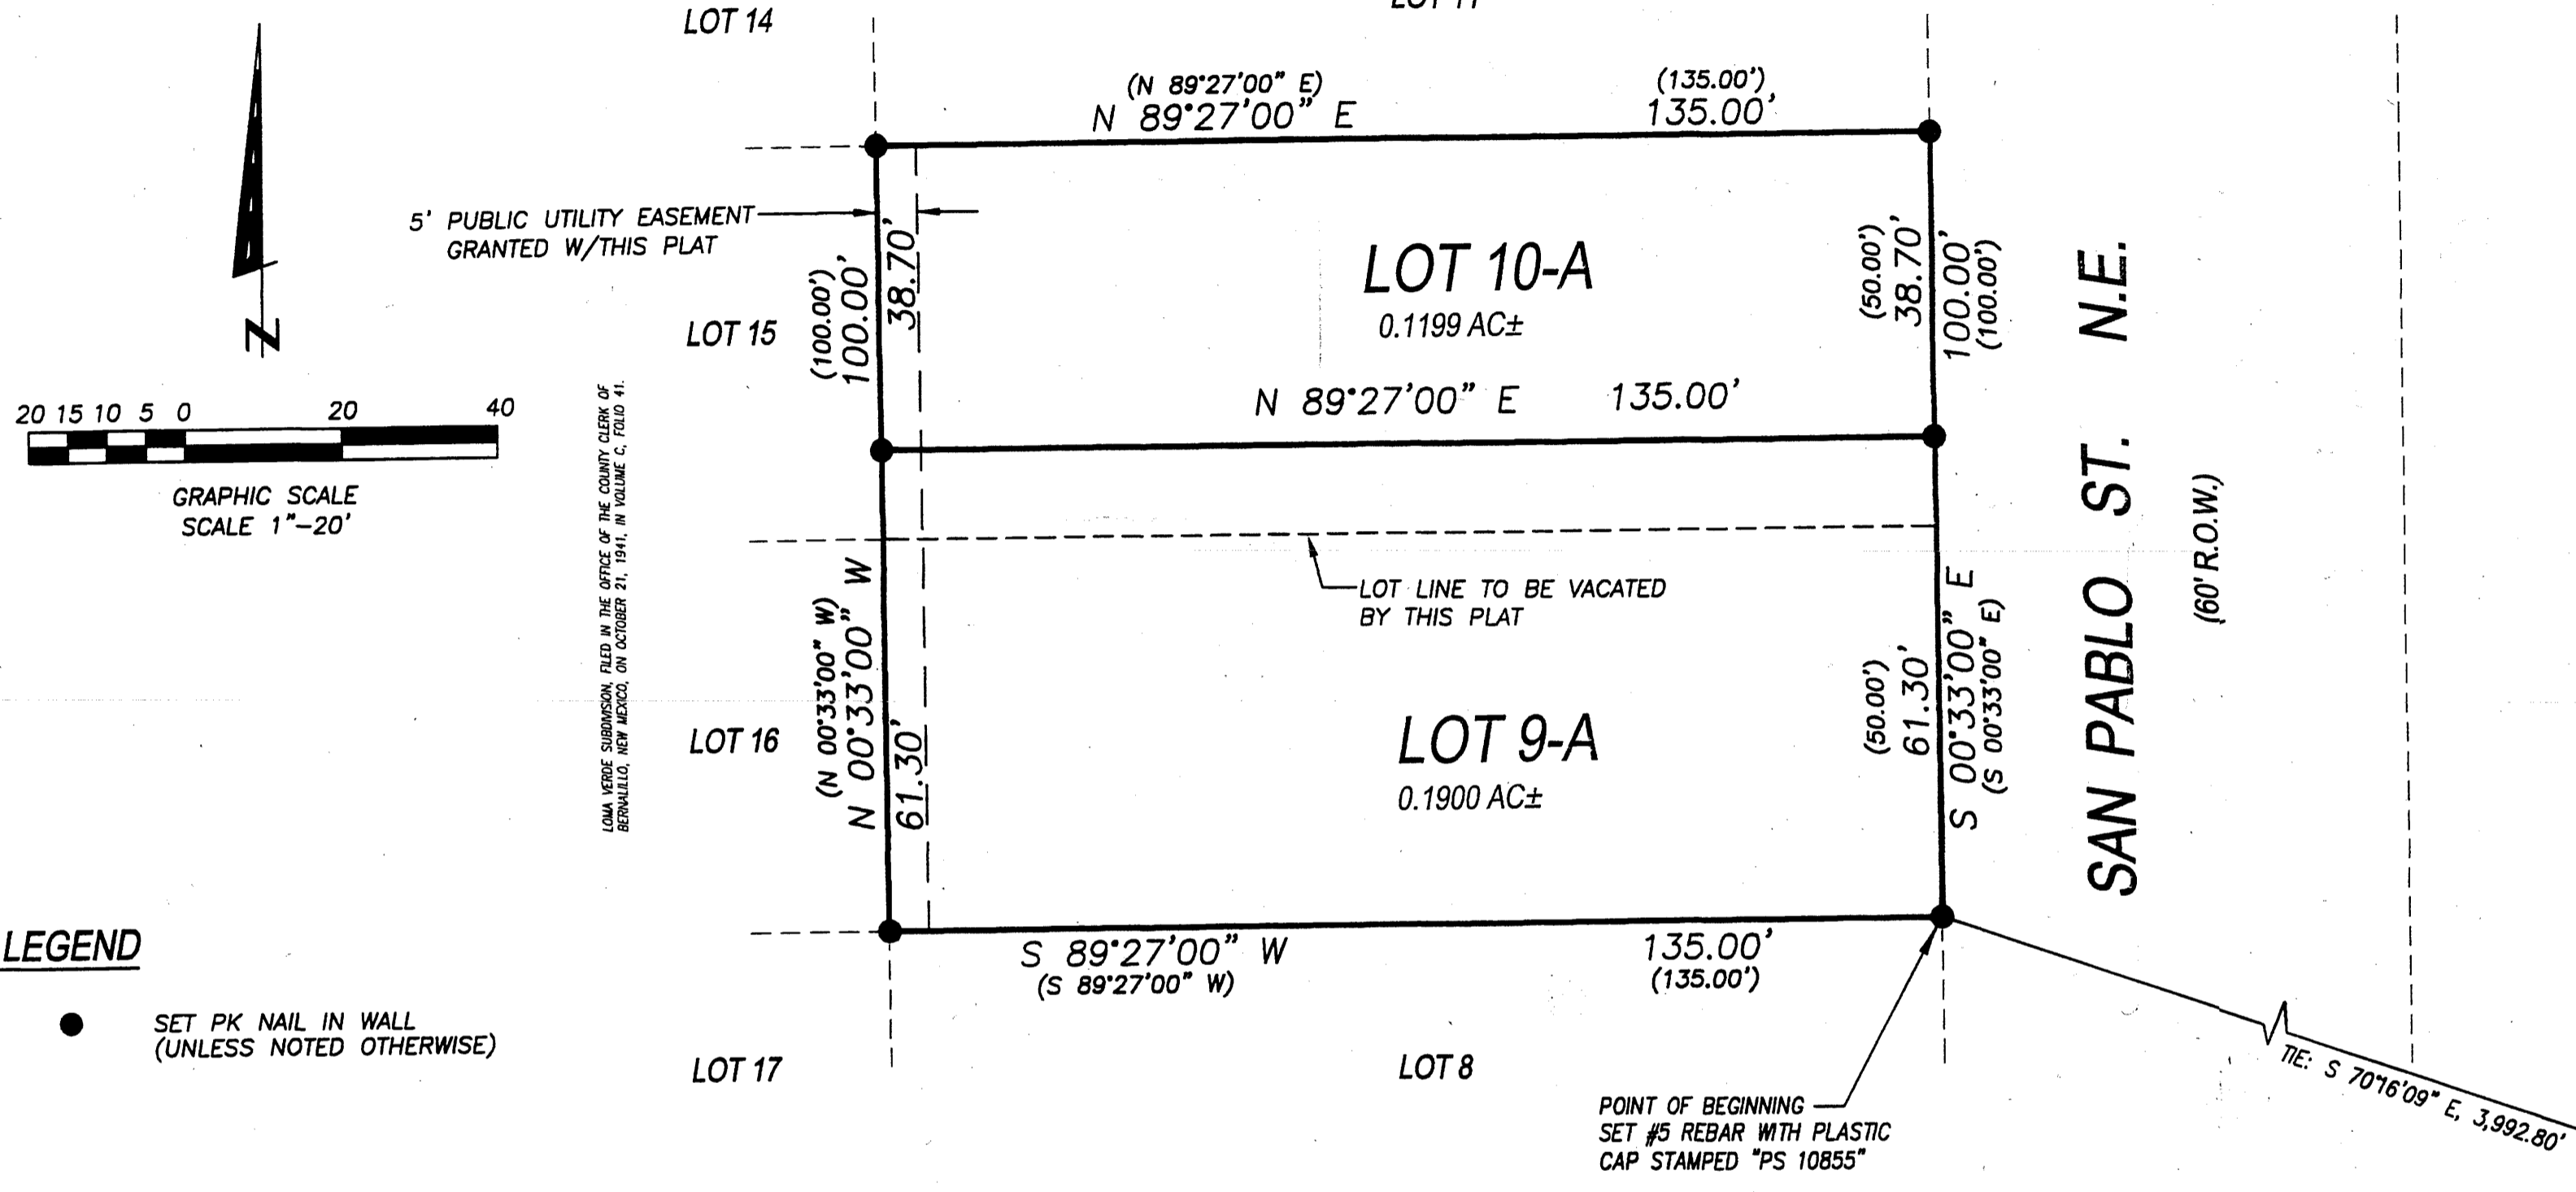 LOT 14
(N 89°27'00" E)
N 89°27'00" E
(135.00')
135.00'
5' PUBLIC UTILITY EASEMENT
GRANTED W/THIS PLAT
(100.00')
100.00'
38.70'
LOT 10-A
0.1199 AC±
(50.00')
38.70'
100.00'
(100.00')
LOT 15
N 89°27'00" E 135.00'
N
20 15 10 5 0 20 40
GRAPHIC SCALE
SCALE 1"-20'
LOMA VERDE SUBDIVISION, FILED IN THE OFFICE OF THE COUNTY CLERK OF
BERNALILLO, NEW MEXICO, ON OCTOBER 21, 1941, IN VOLUME C, FOLIO 41.
SAN PABLO ST. N.E.
(60' R.O.W.)
LOT LINE TO BE VACATED
BY THIS PLAT
LOT 16
(N 00°33'00" W)
N 00°33'00" W
61.30'
LOT 9-A
0.1900 AC±
(50.00')
61.30'
S 00°33'00" E
(S 00°33'00" E)
S 89°27'00" W
(S 89°27'00" W)
135.00'
(135.00')
LEGEND
SET PK NAIL IN WALL
(UNLESS NOTED OTHERWISE)
LOT 17
LOT 8
POINT OF BEGINNING
SET #5 REBAR WITH PLASTIC
CAP STAMPED "PS 10855"
TIE: S 70°16'09" E, 3,992.80'